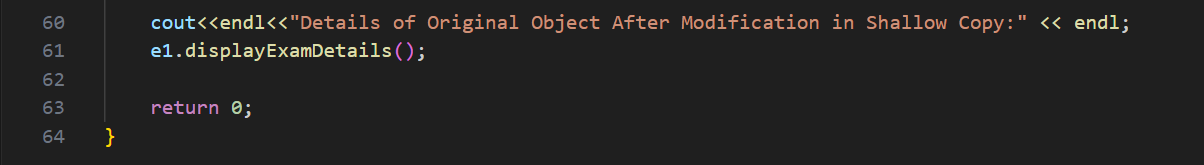 60 cout<<endl<<"Details of Original Object After Modification in Shallow Copy:" << endl;
61 e1.displayExamDetails();
62
63 return 0;
64 }